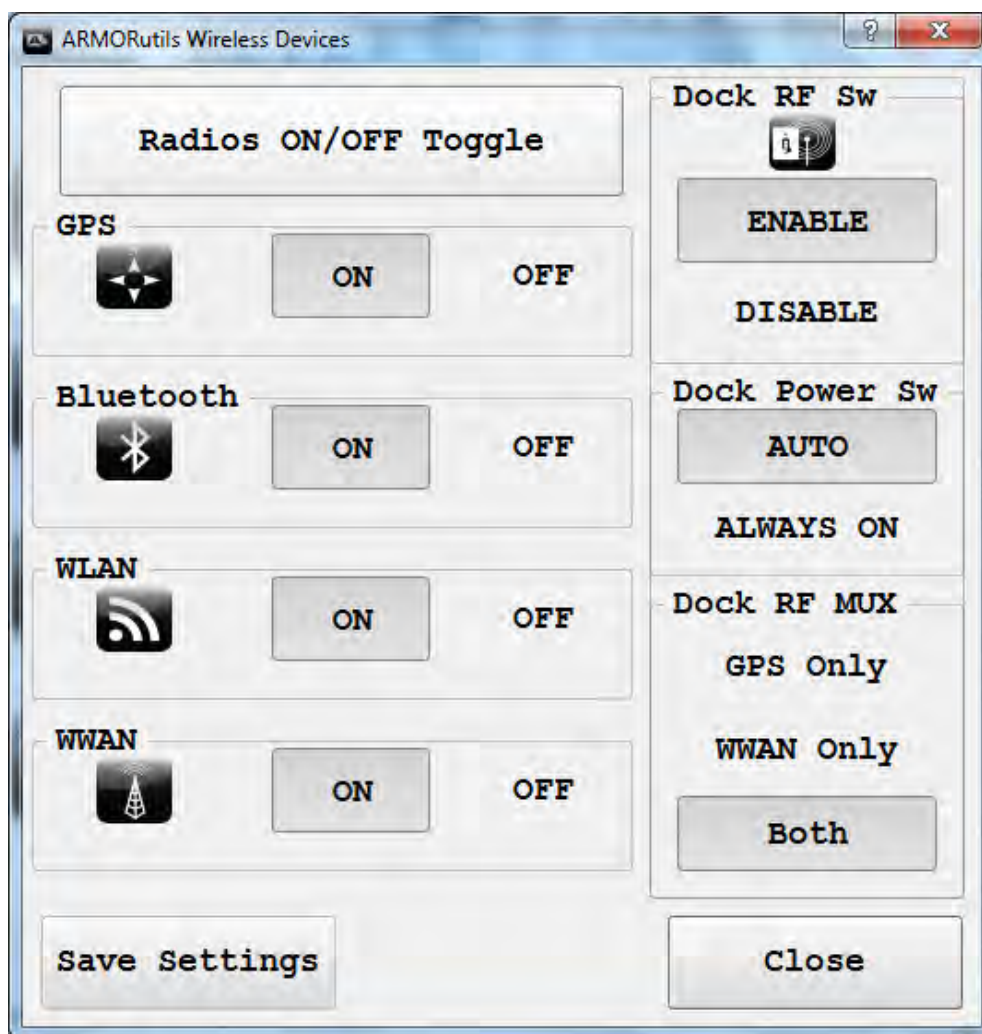 ARMORutils Wireless Devices
Radios ON/OFF Toggle
GPS
ON OFF
Bluetooth
ON OFF
WLAN
ON OFF
WWAN
ON OFF
Save Settings
Dock RF Sw
ENABLE
DISABLE
Dock Power Sw
AUTO
ALWAYS ON
Dock RF MUX
GPS Only
WWAN Only
Both
Close